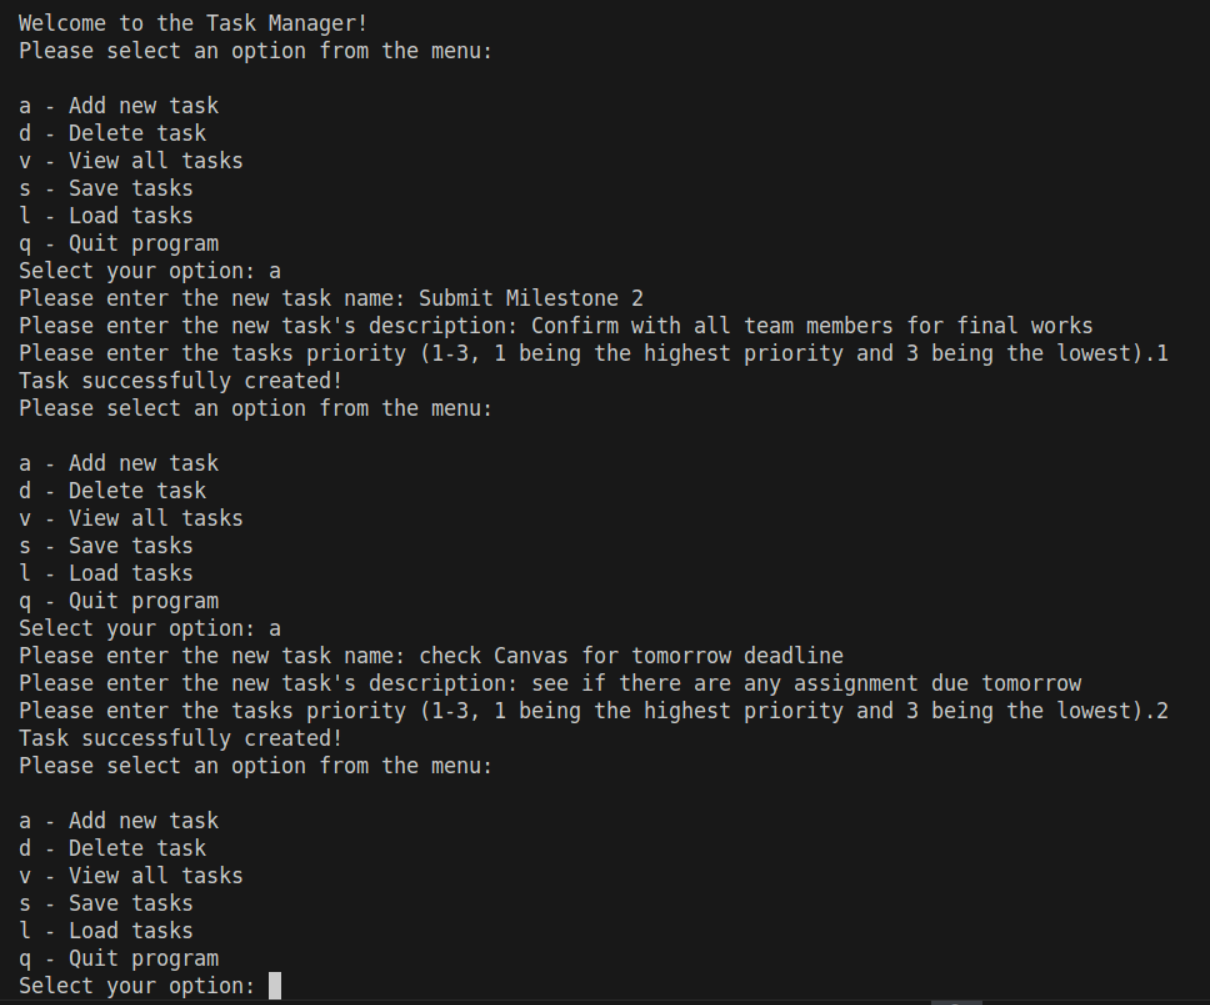 Welcome to the Task Manager!
Please select an option from the menu:

a - Add new task
d - Delete task
v - View all tasks
s - Save tasks
l - Load tasks
q - Quit program
Select your option: a
Please enter the new task name: Submit Milestone 2
Please enter the new task's description: Confirm with all team members for final works
Please enter the tasks priority (1-3, 1 being the highest priority and 3 being the lowest).1
Task successfully created!
Please select an option from the menu:

a - Add new task
d - Delete task
v - View all tasks
s - Save tasks
l - Load tasks
q - Quit program
Select your option: a
Please enter the new task name: check Canvas for tomorrow deadline
Please enter the new task's description: see if there are any assignment due tomorrow
Please enter the tasks priority (1-3, 1 being the highest priority and 3 being the lowest).2
Task successfully created!
Please select an option from the menu:

a - Add new task
d - Delete task
v - View all tasks
s - Save tasks
l - Load tasks
q - Quit program
Select your option: